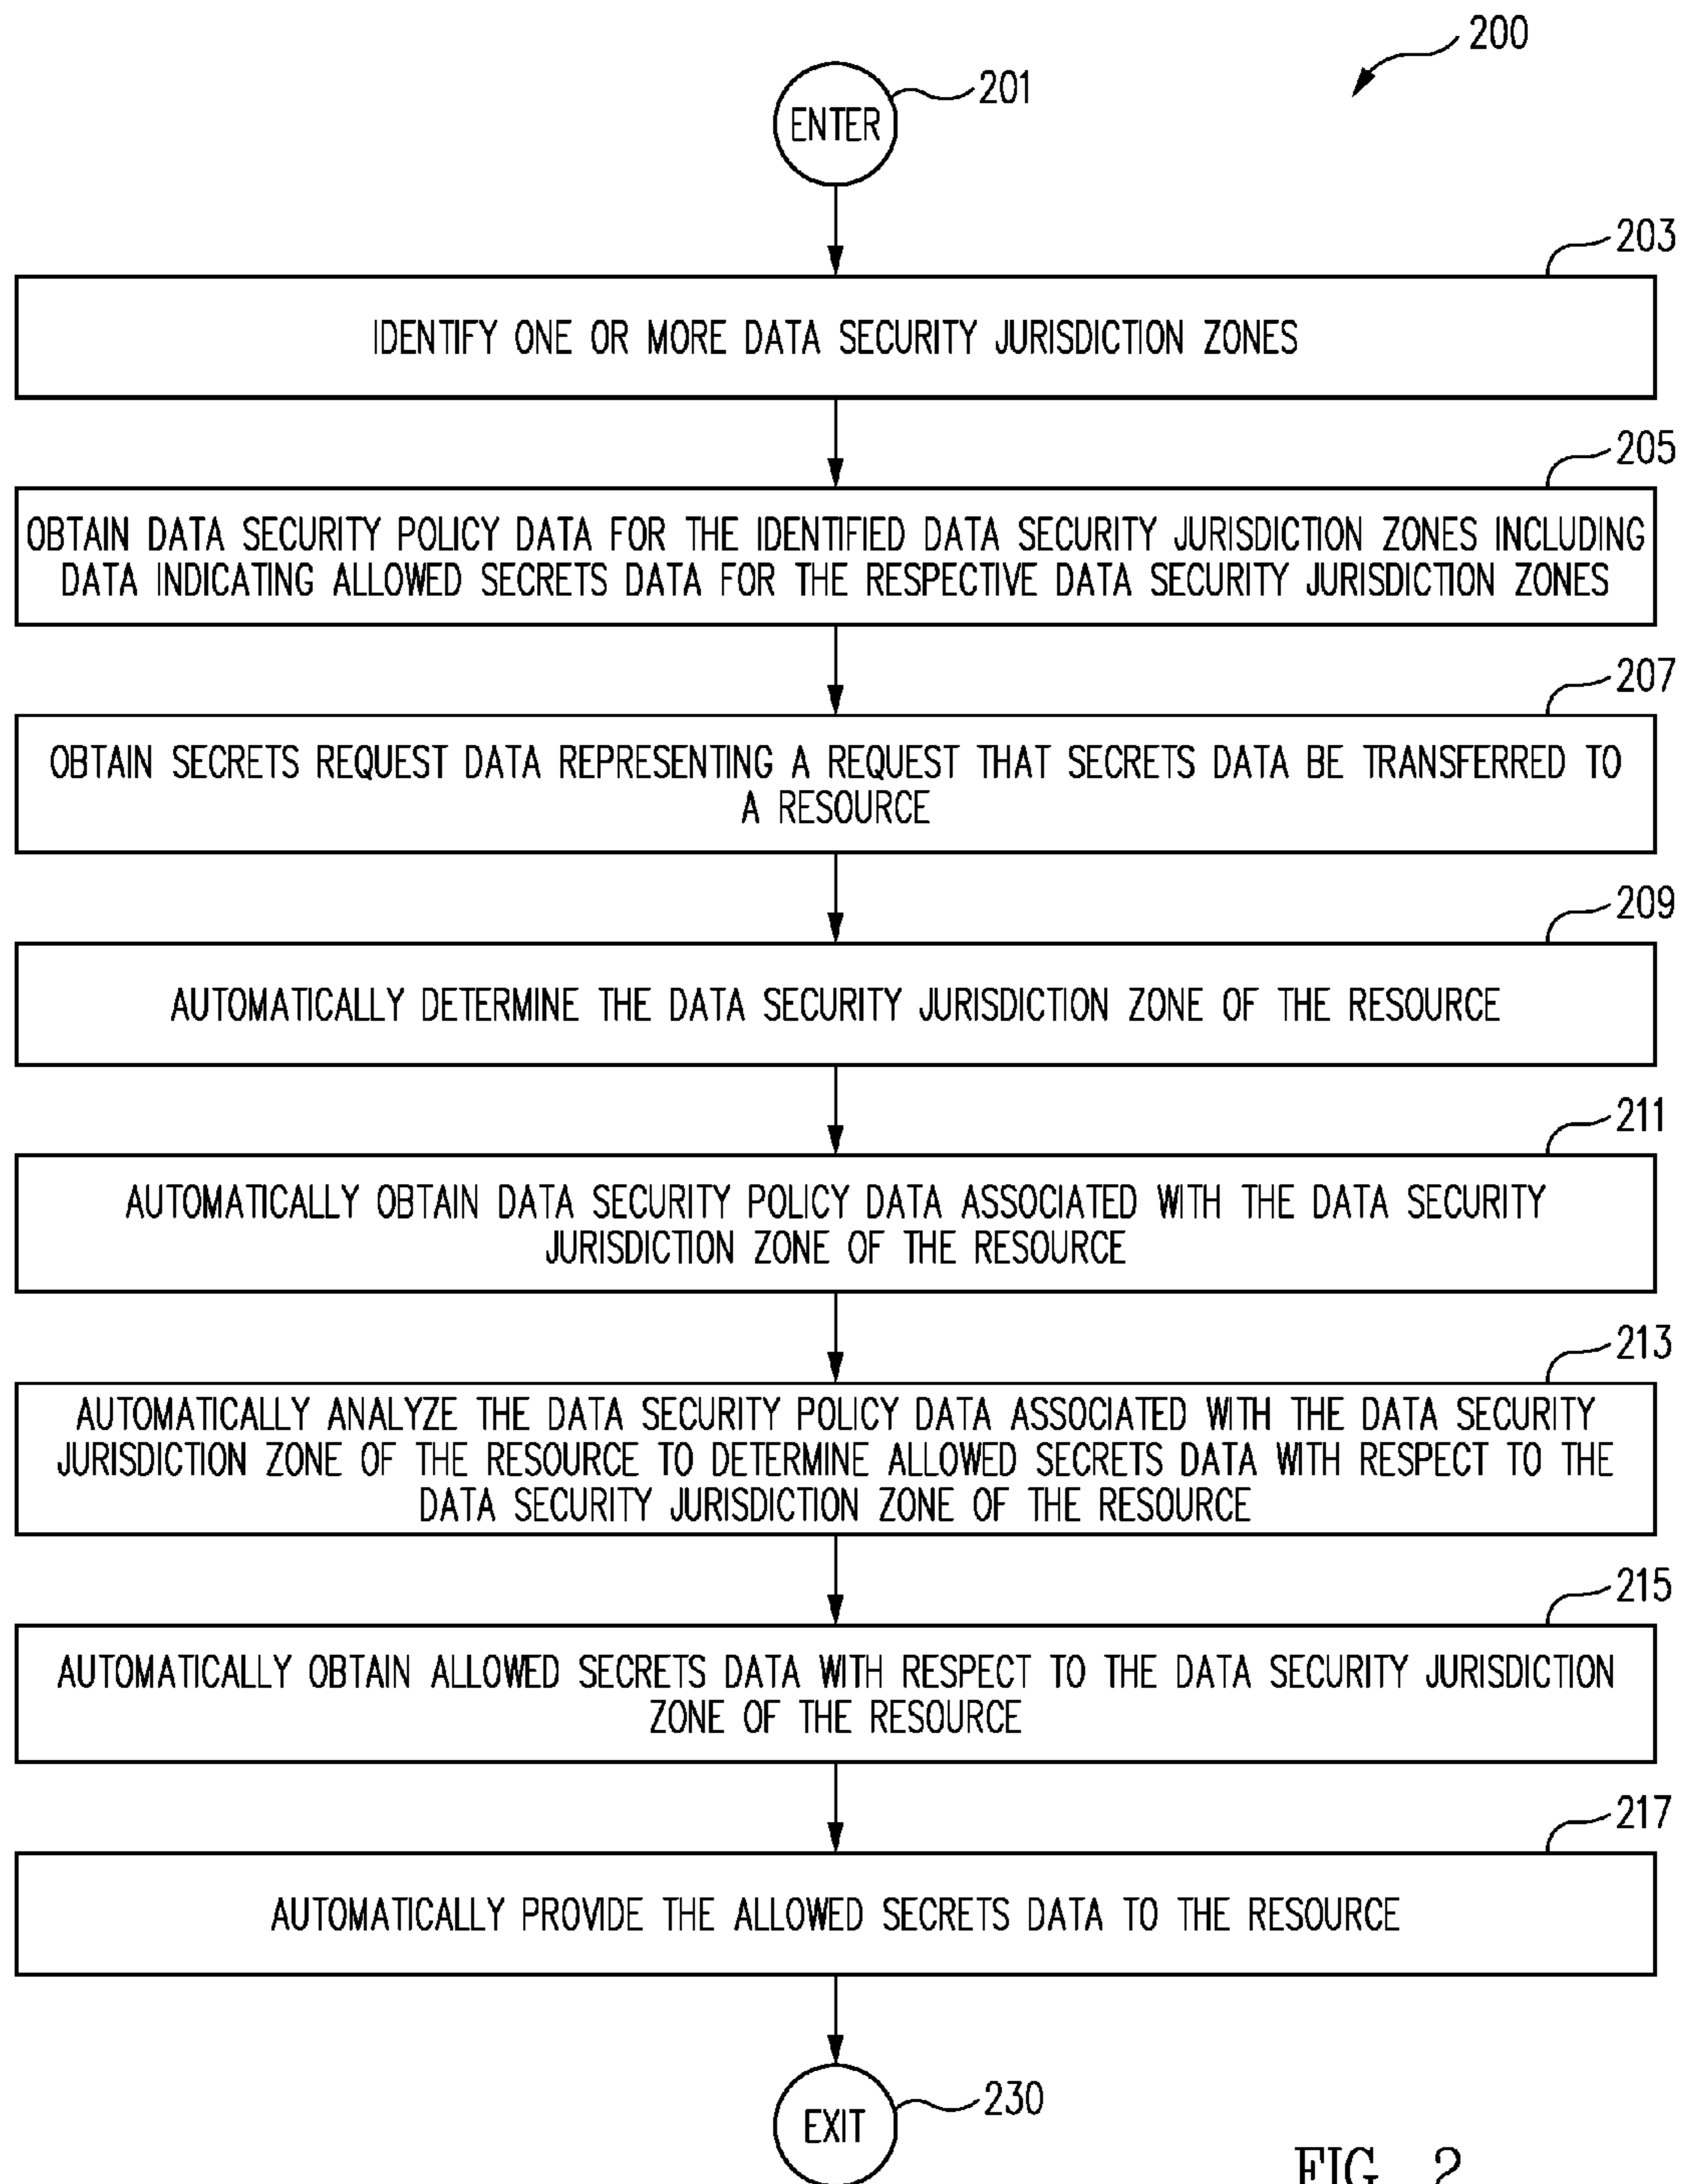 200
201
ENTER
203
IDENTIFY ONE OR MORE DATA SECURITY JURISDICTION ZONES
205
OBTAIN DATA SECURITY POLICY DATA FOR THE IDENTIFIED DATA SECURITY JURISDICTION ZONES INCLUDING
DATA INDICATING ALLOWED SECRETS DATA FOR THE RESPECTIVE DATA SECURITY JURISDICTION ZONES
207
OBTAIN SECRETS REQUEST DATA REPRESENTING A REQUEST THAT SECRETS DATA BE TRANSFERRED TO
A RESOURCE
209
AUTOMATICALLY DETERMINE THE DATA SECURITY JURISDICTION ZONE OF THE RESOURCE
211
AUTOMATICALLY OBTAIN DATA SECURITY POLICY DATA ASSOCIATED WITH THE DATA SECURITY
JURISDICTION ZONE OF THE RESOURCE
213
AUTOMATICALLY ANALYZE THE DATA SECURITY POLICY DATA ASSOCIATED WITH THE DATA SECURITY
JURISDICTION ZONE OF THE RESOURCE TO DETERMINE ALLOWED SECRETS DATA WITH RESPECT TO THE
DATA SECURITY JURISDICTION ZONE OF THE RESOURCE
215
AUTOMATICALLY OBTAIN ALLOWED SECRETS DATA WITH RESPECT TO THE DATA SECURITY JURISDICTION
ZONE OF THE RESOURCE
217
AUTOMATICALLY PROVIDE THE ALLOWED SECRETS DATA TO THE RESOURCE
230
EXIT
FIG. 2